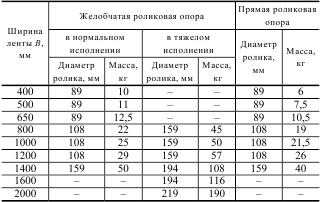 Ширина ленты B, мм
Желобчатая роликовая опора
Прямая роликовая опора
в нормальном исполнении
в тяжелом исполнении
Диаметр ролика, мм
Масса, кг
Диаметр ролика, мм
Масса, кг
Диаметр ролика, мм
Масса, кг
400 89 10 – – 89 6
500 89 11 – – 89 7,5
650 89 12,5 – – 89 10,5
800 108 22 159 45 108 19
1000 108 25 159 50 108 21,5
1200 108 29 159 57 108 26
1400 159 50 194 108 159 40
1600 – – 194 116 – –
2000 – – 219 190 – –